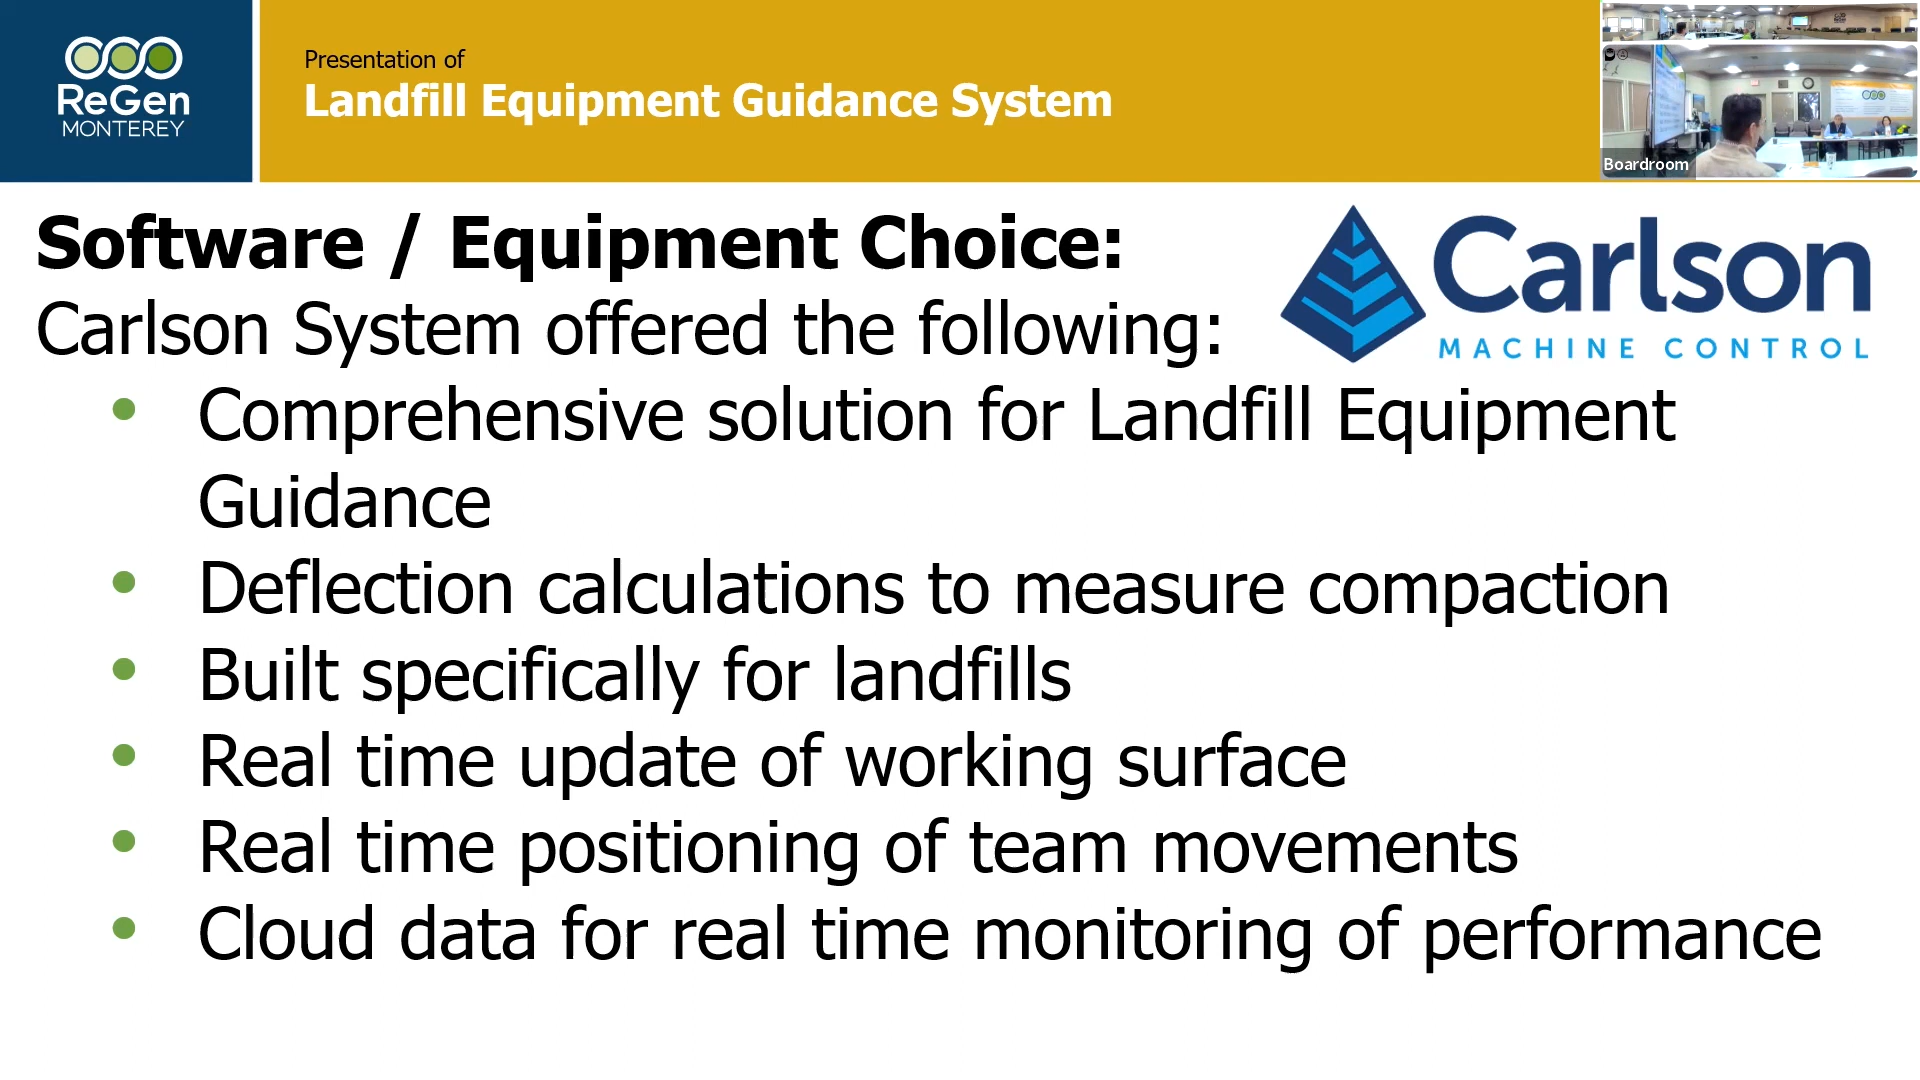 ReGen
MONTEREY
Presentation of
Landfill Equipment Guidance System
Boardroom
Software / Equipment Choice:
Carlson
MACHINE CONTROL
Carlson System offered the following:
• Comprehensive solution for Landfill Equipment
Guidance
• Deflection calculations to measure compaction
• Built specifically for landfills
• Real time update of working surface
• Real time positioning of team movements
• Cloud data for real time monitoring of performance